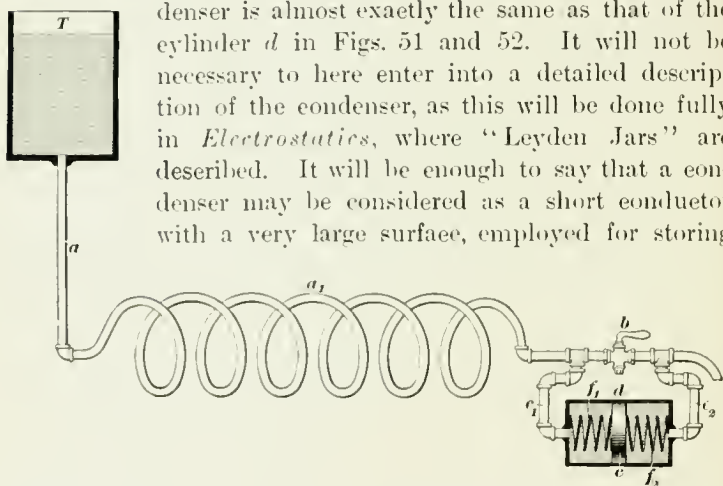 denser is almost exactly the same as that of the
cylinder d in Figs. 51 and 52. It will not be
necessary to here enter into a detailed descrip
tion of the condenser, as this will be done fully
in Electrostatics, where “Leyden Jars” are
described. It will be enough to say that a con
denser may be considered as a short conducto
with a very large surface, employed for storing
T
a
a1
b
c1
f1
d
c2
e
f2